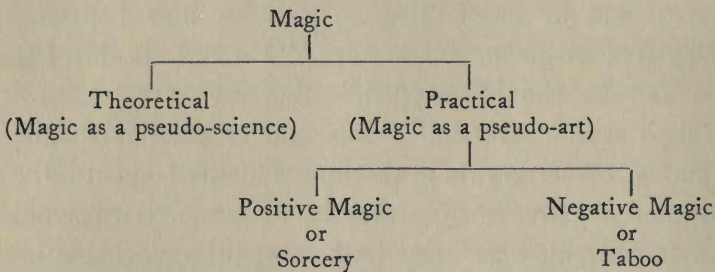 Magic
Theoretical Practical
(Magic as a pseudo-science) (Magic as a pseudo-art)
Positive Magic Negative Magic
or or
Sorcery Taboo